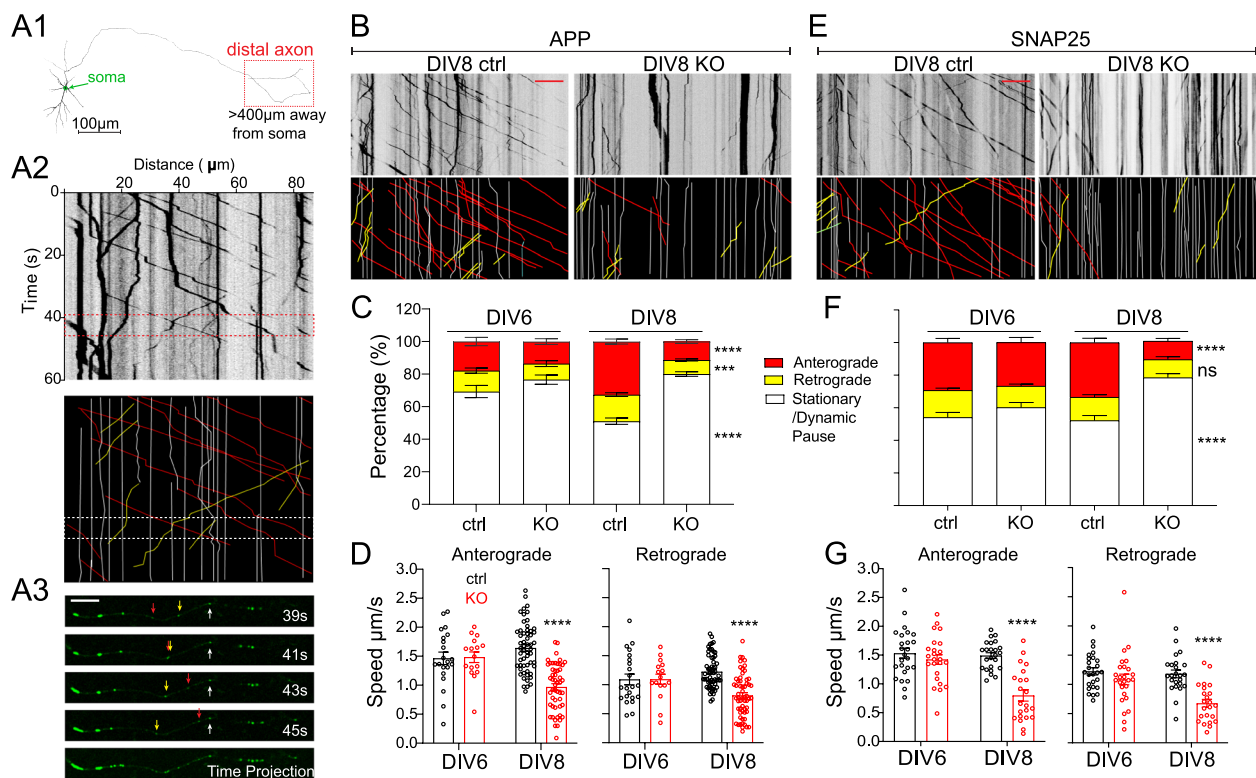 A1
soma
distal axon
>400μm away
from soma
100μm
A2
Distance ( μm)
0 20 40 60 80
Time (s)
0
20
40
60
A3
39s
41s
43s
45s
Time Projection
B
APP
DIV8 ctrl DIV8 KO
C
DIV6 DIV8
Percentage (%)
120
100
80
60
40
20
0
****
***
****
ctrl KO ctrl KO
Anterograde
Retrograde
Stationary
/Dynamic
Pause
D
Anterograde Retrograde
ctrl
KO
Speed μm/s
3.0
2.5
2.0
1.5
1.0
0.5
0.0
**** ****
DIV6 DIV8 DIV6 DIV8
E
SNAP25
DIV8 ctrl DIV8 KO
F
DIV6 DIV8
****
ns
****
ctrl KO ctrl KO
G
Anterograde Retrograde
Speed μm/s
3.0
2.5
2.0
1.5
1.0
0.5
0.0
**** ****
DIV6 DIV8 DIV6 DIV8